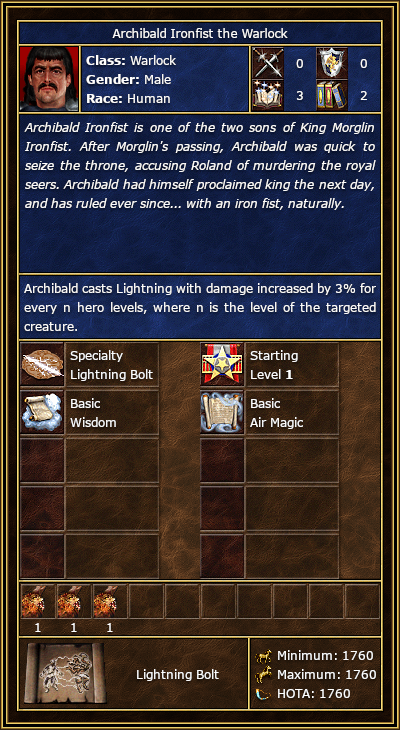 Archibald Ironfist the Warlock
Class: Warlock
Gender: Male
Race: Human
0
0
3
2
Archibald Ironfist is one of the two sons of King Morglin
Ironfist. After Morglin's passing, Archibald was quick to
seize the throne, accusing Roland of murdering the royal
seers. Archibald had himself proclaimed king the next day,
and has ruled ever since... with an iron fist, naturally.
Archibald casts Lightning with damage increased by 3% for
every n hero levels, where n is the level of the targeted
creature.
Specialty
Lightning Bolt
Starting
Level 1
Basic
Wisdom
Basic
Air Magic
1
1
1
Lightning Bolt
Minimum: 1760
Maximum: 1760
HOTA: 1760